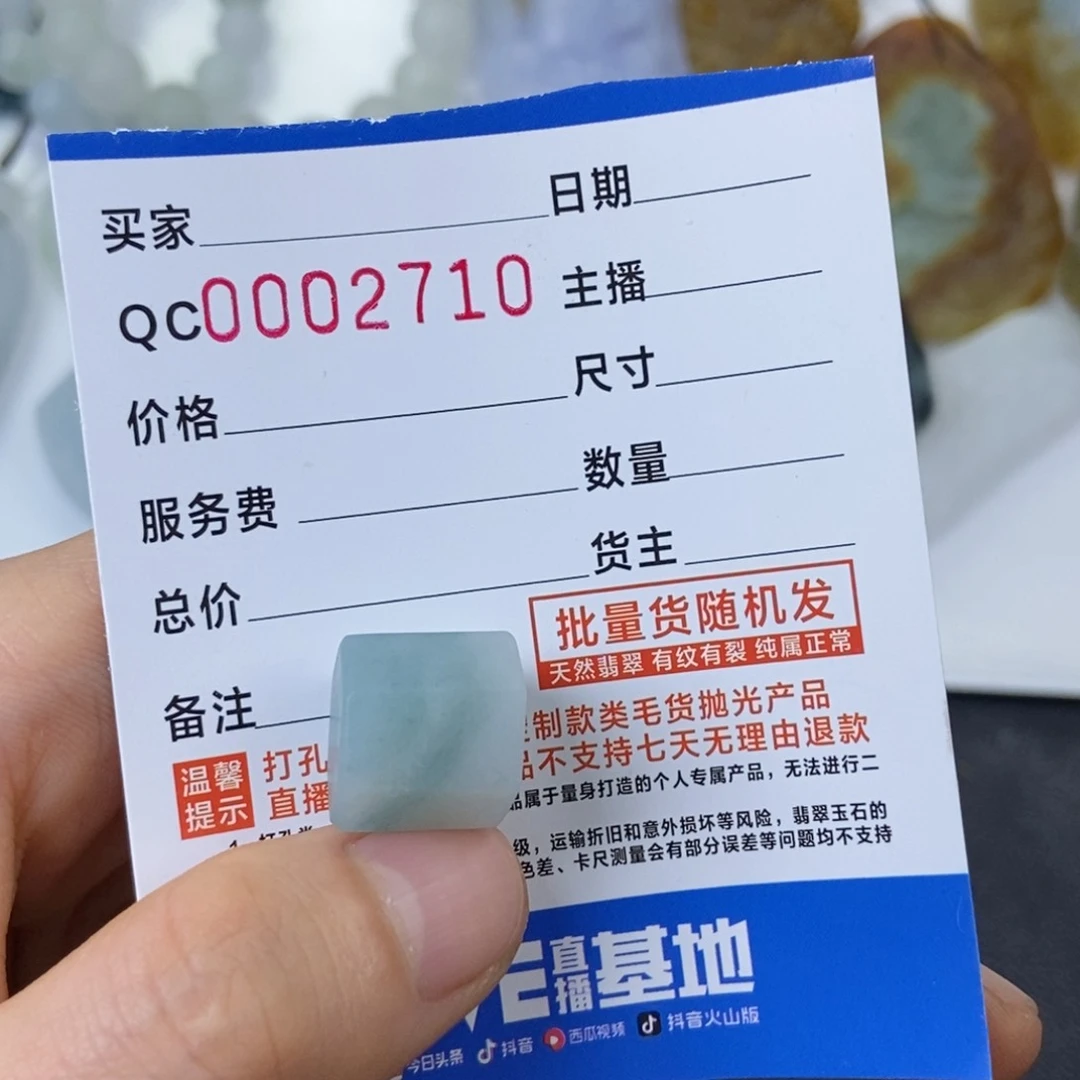 买家 日期
QC0002710 主播
价格 尺寸
服务费 数量
总价 货主
批量货随机发
天然翡翠 有纹有裂 纯属正常
备注
温馨提示
打孔 制款类毛货抛光产品
直播 品不支持七天无理由退款
品属于量身打造的个人专属产品，无法进行二
级，运输折旧和意外损坏等风险，翡翠玉石的
色差、卡尺测量会有部分误差等问题均不支持
直播基地
今日头条 抖音 西瓜视频 抖音火山版